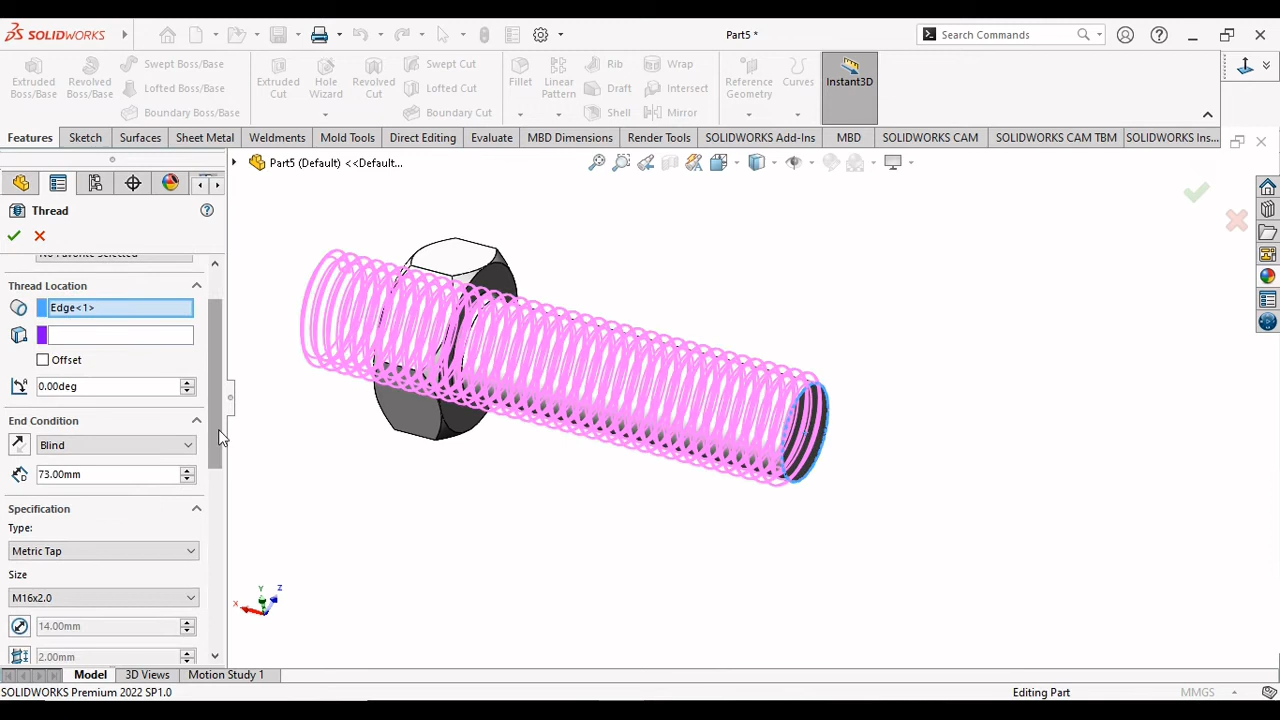 SOLIDWORKS
Part5 *
Search Commands
Extruded Boss/Base
Revolved Boss/Base
Swept Boss/Base
Lofted Boss/Base
Boundary Boss/Base
Extruded Cut
Hole Wizard
Revolved Cut
Swept Cut
Lofted Cut
Boundary Cut
Fillet
Linear Pattern
Rib
Draft
Shell
Wrap
Intersect
Mirror
Reference Geometry
Curves
Instant3D
Features Sketch Surfaces Sheet Metal Weldments Mold Tools Direct Editing Evaluate MBD Dimensions Render Tools SOLIDWORKS Add-Ins MBD SOLIDWORKS CAM SOLIDWORKS CAM TBM SOLIDWORKS Ins...
Part5 (Default) <<Default...
Thread
Thread Location
Edge<1>
Offset
0.00deg
End Condition
Blind
73.00mm
Specification
Type:
Metric Tap
Size
M16x2.0
14.00mm
2.00mm
Y
Z
X
Model 3D Views Motion Study 1
SOLIDWORKS Premium 2022 SP1.0
Editing Part
MMGS